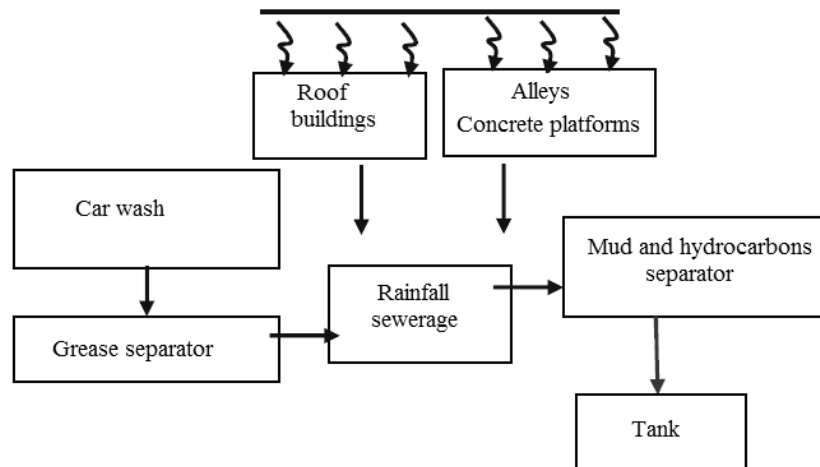 Roof
buildings
Alleys
Concrete platforms
Car wash
Mud and hydrocarbons
separator
Rainfall
sewerage
Grease separator
Tank